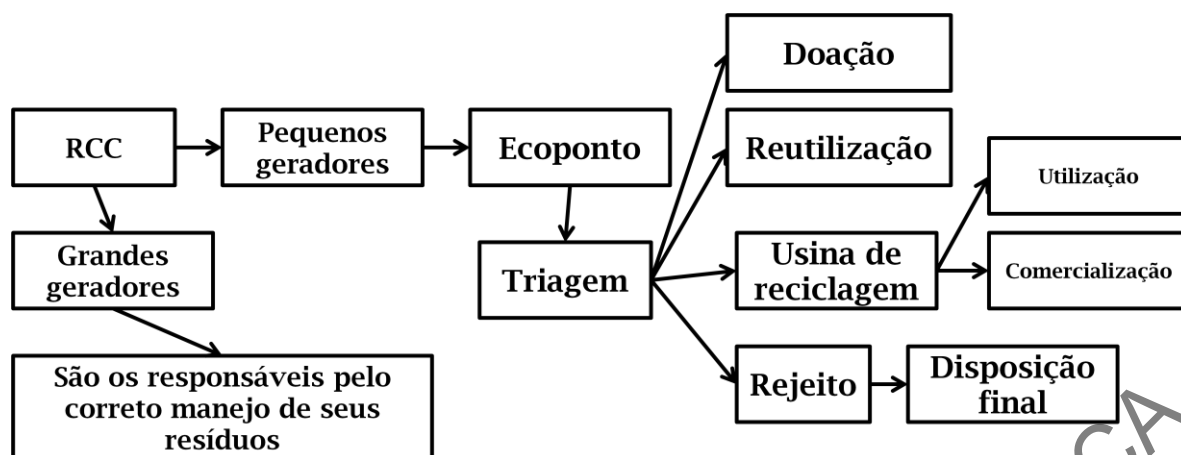 RCC
Pequenos
geradores
Ecoponto
Doação
Reutilização
Utilização
Grandes
geradores
Triagem
Usina de
reciclagem
Comercialização
São os responsáveis pelo
correto manejo de seus
resíduos
Rejeito
Disposição
final
CA